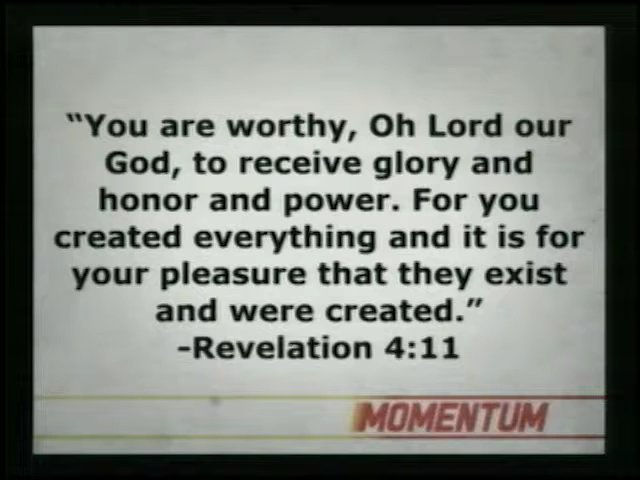 “You are worthy, Oh Lord our
God, to receive glory and
honor and power. For you
created everything and it is for
your pleasure that they exist
and were created.”
-Revelation 4:11
MOMENTUM